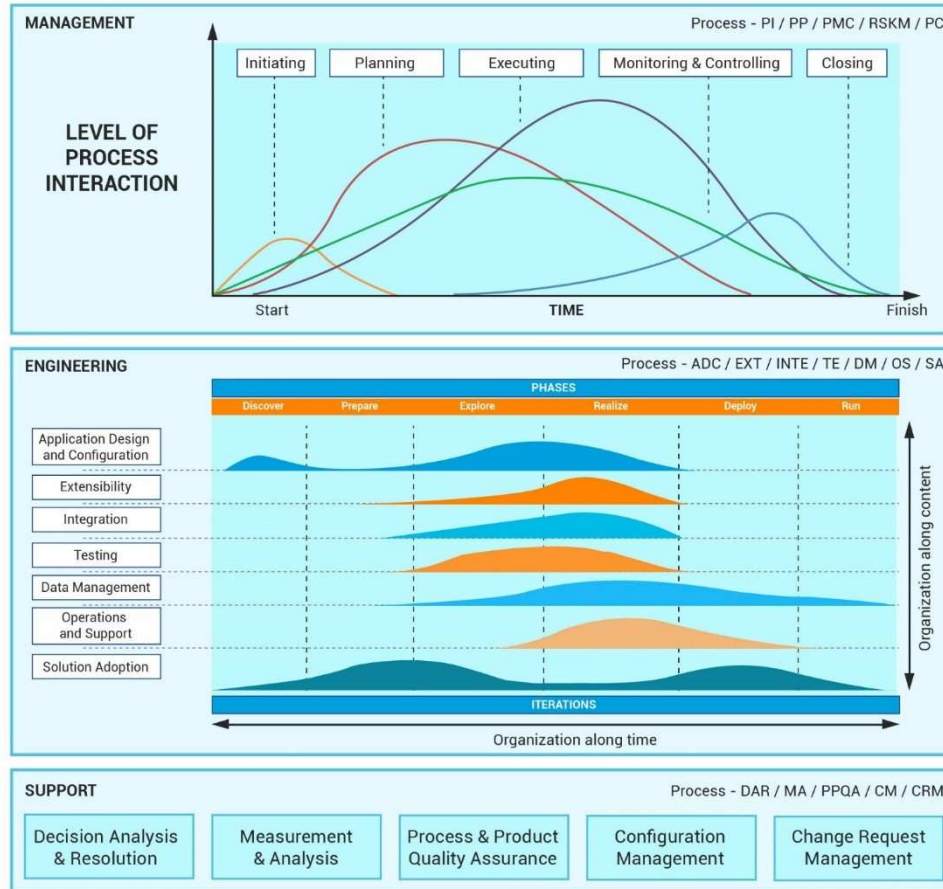 MANAGEMENT
Process - PI / PP / PMC / RSKM / PC
Initiating
Planning
Executing
Monitoring & Controlling
Closing
LEVEL OF
PROCESS
INTERACTION
Start
TIME
Finish
ENGINEERING
Process - ADC / EXT / INTE / TE / DM / OS / SA
PHASES
Discover
Prepare
Explore
Realize
Deploy
Run
Application Design
and Configuration
Extensibility
Integration
Testing
Data Management
Operations
and Support
Solution Adoption
Organization along content
ITERATIONS
Organization along time
SUPPORT
Process - DAR / MA / PPQA / CM / CRM
Decision Analysis
& Resolution
Measurement
& Analysis
Process & Product
Quality Assurance
Configuration
Management
Change Request
Management